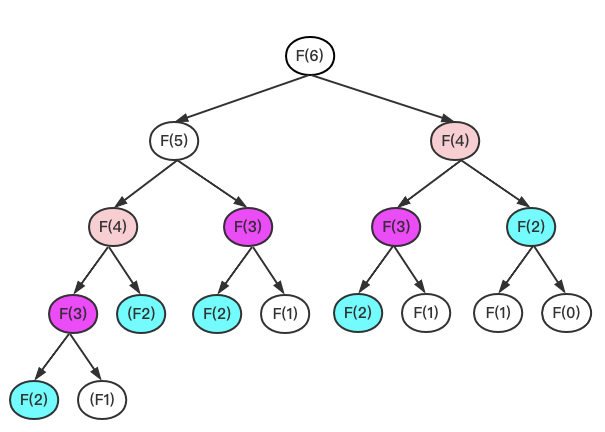 F(6)
F(5) F(4)
F(4) F(3) F(3) F(2)
F(3) (F2) F(2) F(1) F(2) F(1) F(1) F(0)
F(2) (F1)